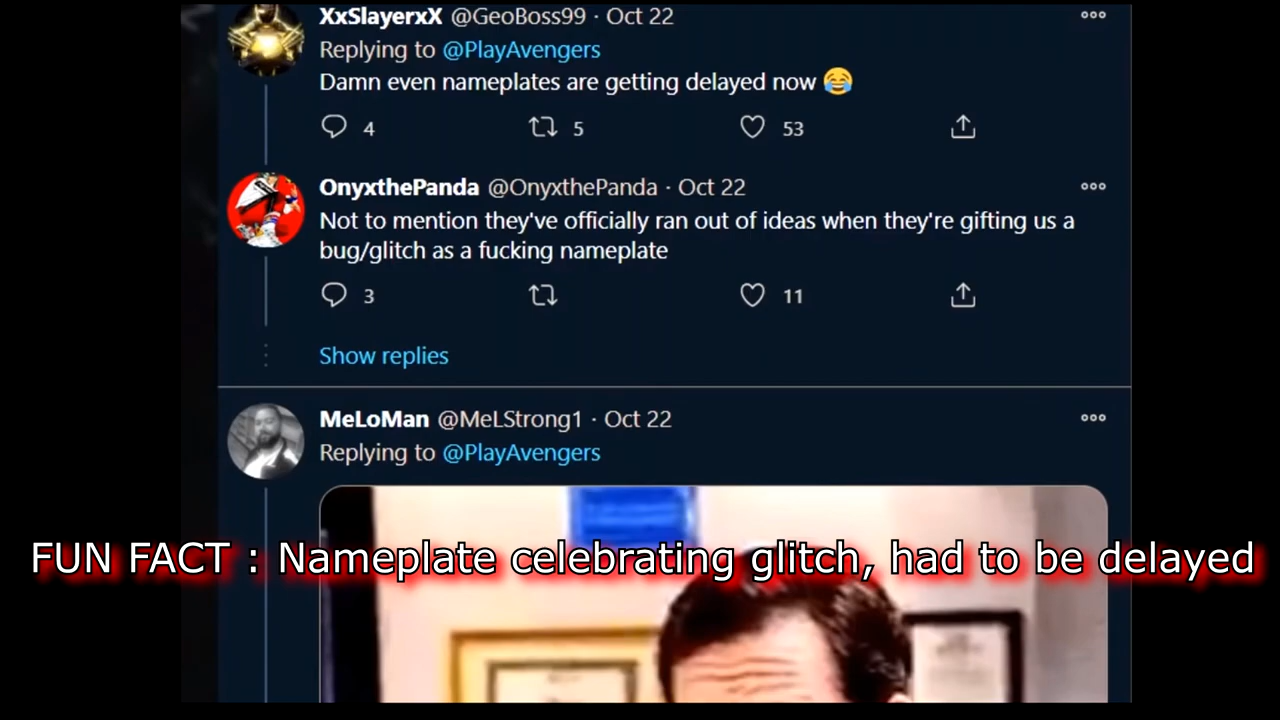 XxSlayerxX @GeoBoss99 · Oct 22
Replying to @PlayAvengers
Damn even nameplates are getting delayed now 😂
4 5 53
OnyxthePanda @OnyxthePanda · Oct 22
Not to mention they've officially ran out of ideas when they're gifting us a
bug/glitch as a fucking nameplate
3 11
Show replies
MeLoMan @MeLStrong1 · Oct 22
Replying to @PlayAvengers
FUN FACT : Nameplate celebrating glitch, had to be delayed